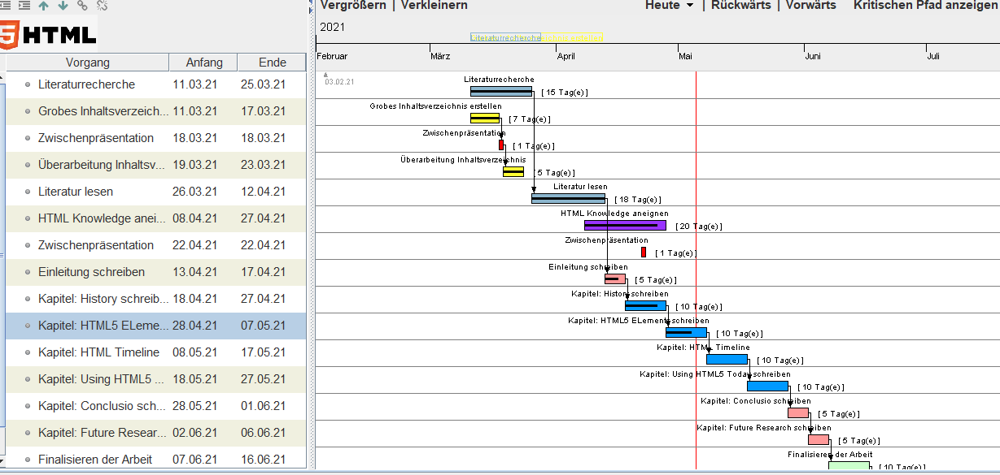 Vergrößern | Verkleinern
Heute | Rückwärts | Vorwärts Kritischen Pfad anzeigen
5 HTML
Vorgang Anfang Ende
Literaturrecherche 11.03.21 25.03.21
Grobes Inhaltsverzeich... 11.03.21 17.03.21
Zwischenpräsentation 18.03.21 18.03.21
Überarbeitung Inhaltsv... 19.03.21 23.03.21
Literatur lesen 26.03.21 12.04.21
HTML Knowledge anei... 08.04.21 27.04.21
Zwischenpräsentation 22.04.21 22.04.21
Einleitung schreiben 13.04.21 17.04.21
Kapitel: History schreib... 18.04.21 27.04.21
Kapitel: HTML5 ELeme... 28.04.21 07.05.21
Kapitel: HTML Timeline 08.05.21 17.05.21
Kapitel: Using HTML5 ... 18.05.21 27.05.21
Kapitel: Conclusio sch... 28.05.21 01.06.21
Kapitel: Future Resear... 02.06.21 06.06.21
Finalisieren der Arbeit 07.06.21 16.06.21
2021
Literaturrecherche
Februar März April Mai Juni Juli
03.02.21
Literaturrecherche
[ 15 Tag(e) ]
Grobes Inhaltsverzeichnis erstellen
[ 7 Tag(e) ]
Zwischenpräsentation
[ 1 Tag(e) ]
Überarbeitung Inhaltsverzeichnis
[ 5 Tag(e) ]
Literatur lesen
[ 18 Tag(e) ]
HTML Knowledge aneignen
[ 20 Tag(e) ]
Zwischenpräsentation
[ 1 Tag(e) ]
Einleitung schreiben
[ 5 Tag(e) ]
Kapitel: History schreiben
[ 10 Tag(e) ]
Kapitel: HTML5 ELements schreiben
[ 10 Tag(e) ]
Kapitel: HTML Timeline
[ 10 Tag(e) ]
Kapitel: Using HTML5 Today schreiben
[ 10 Tag(e) ]
Kapitel: Conclusio schreiben
[ 5 Tag(e) ]
Kapitel: Future Research schreiben
[ 5 Tag(e) ]
Finalisieren der Arbeit
[ 10 Tag(e) ]